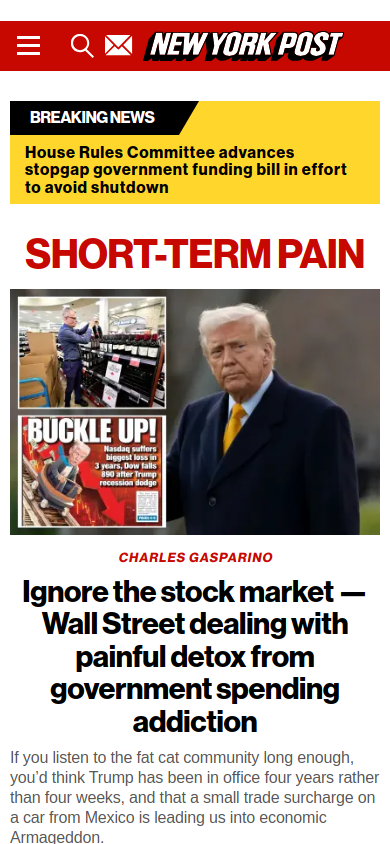 NEW YORK POST
BREAKING NEWS
House Rules Committee advances
stopgap government funding bill in effort
to avoid shutdown
SHORT-TERM PAIN
BUCKLE UP!
Nasdaq suffers
biggest loss in
3 years, Dow falls
890 after Trump
recession dodge
CHARLES GASPARINO
Ignore the stock market —
Wall Street dealing with
painful detox from
government spending
addiction
If you listen to the fat cat community long enough,
you’d think Trump has been in office four years rather
than four weeks, and that a small trade surcharge on
a car from Mexico is leading us into economic
Armageddon.